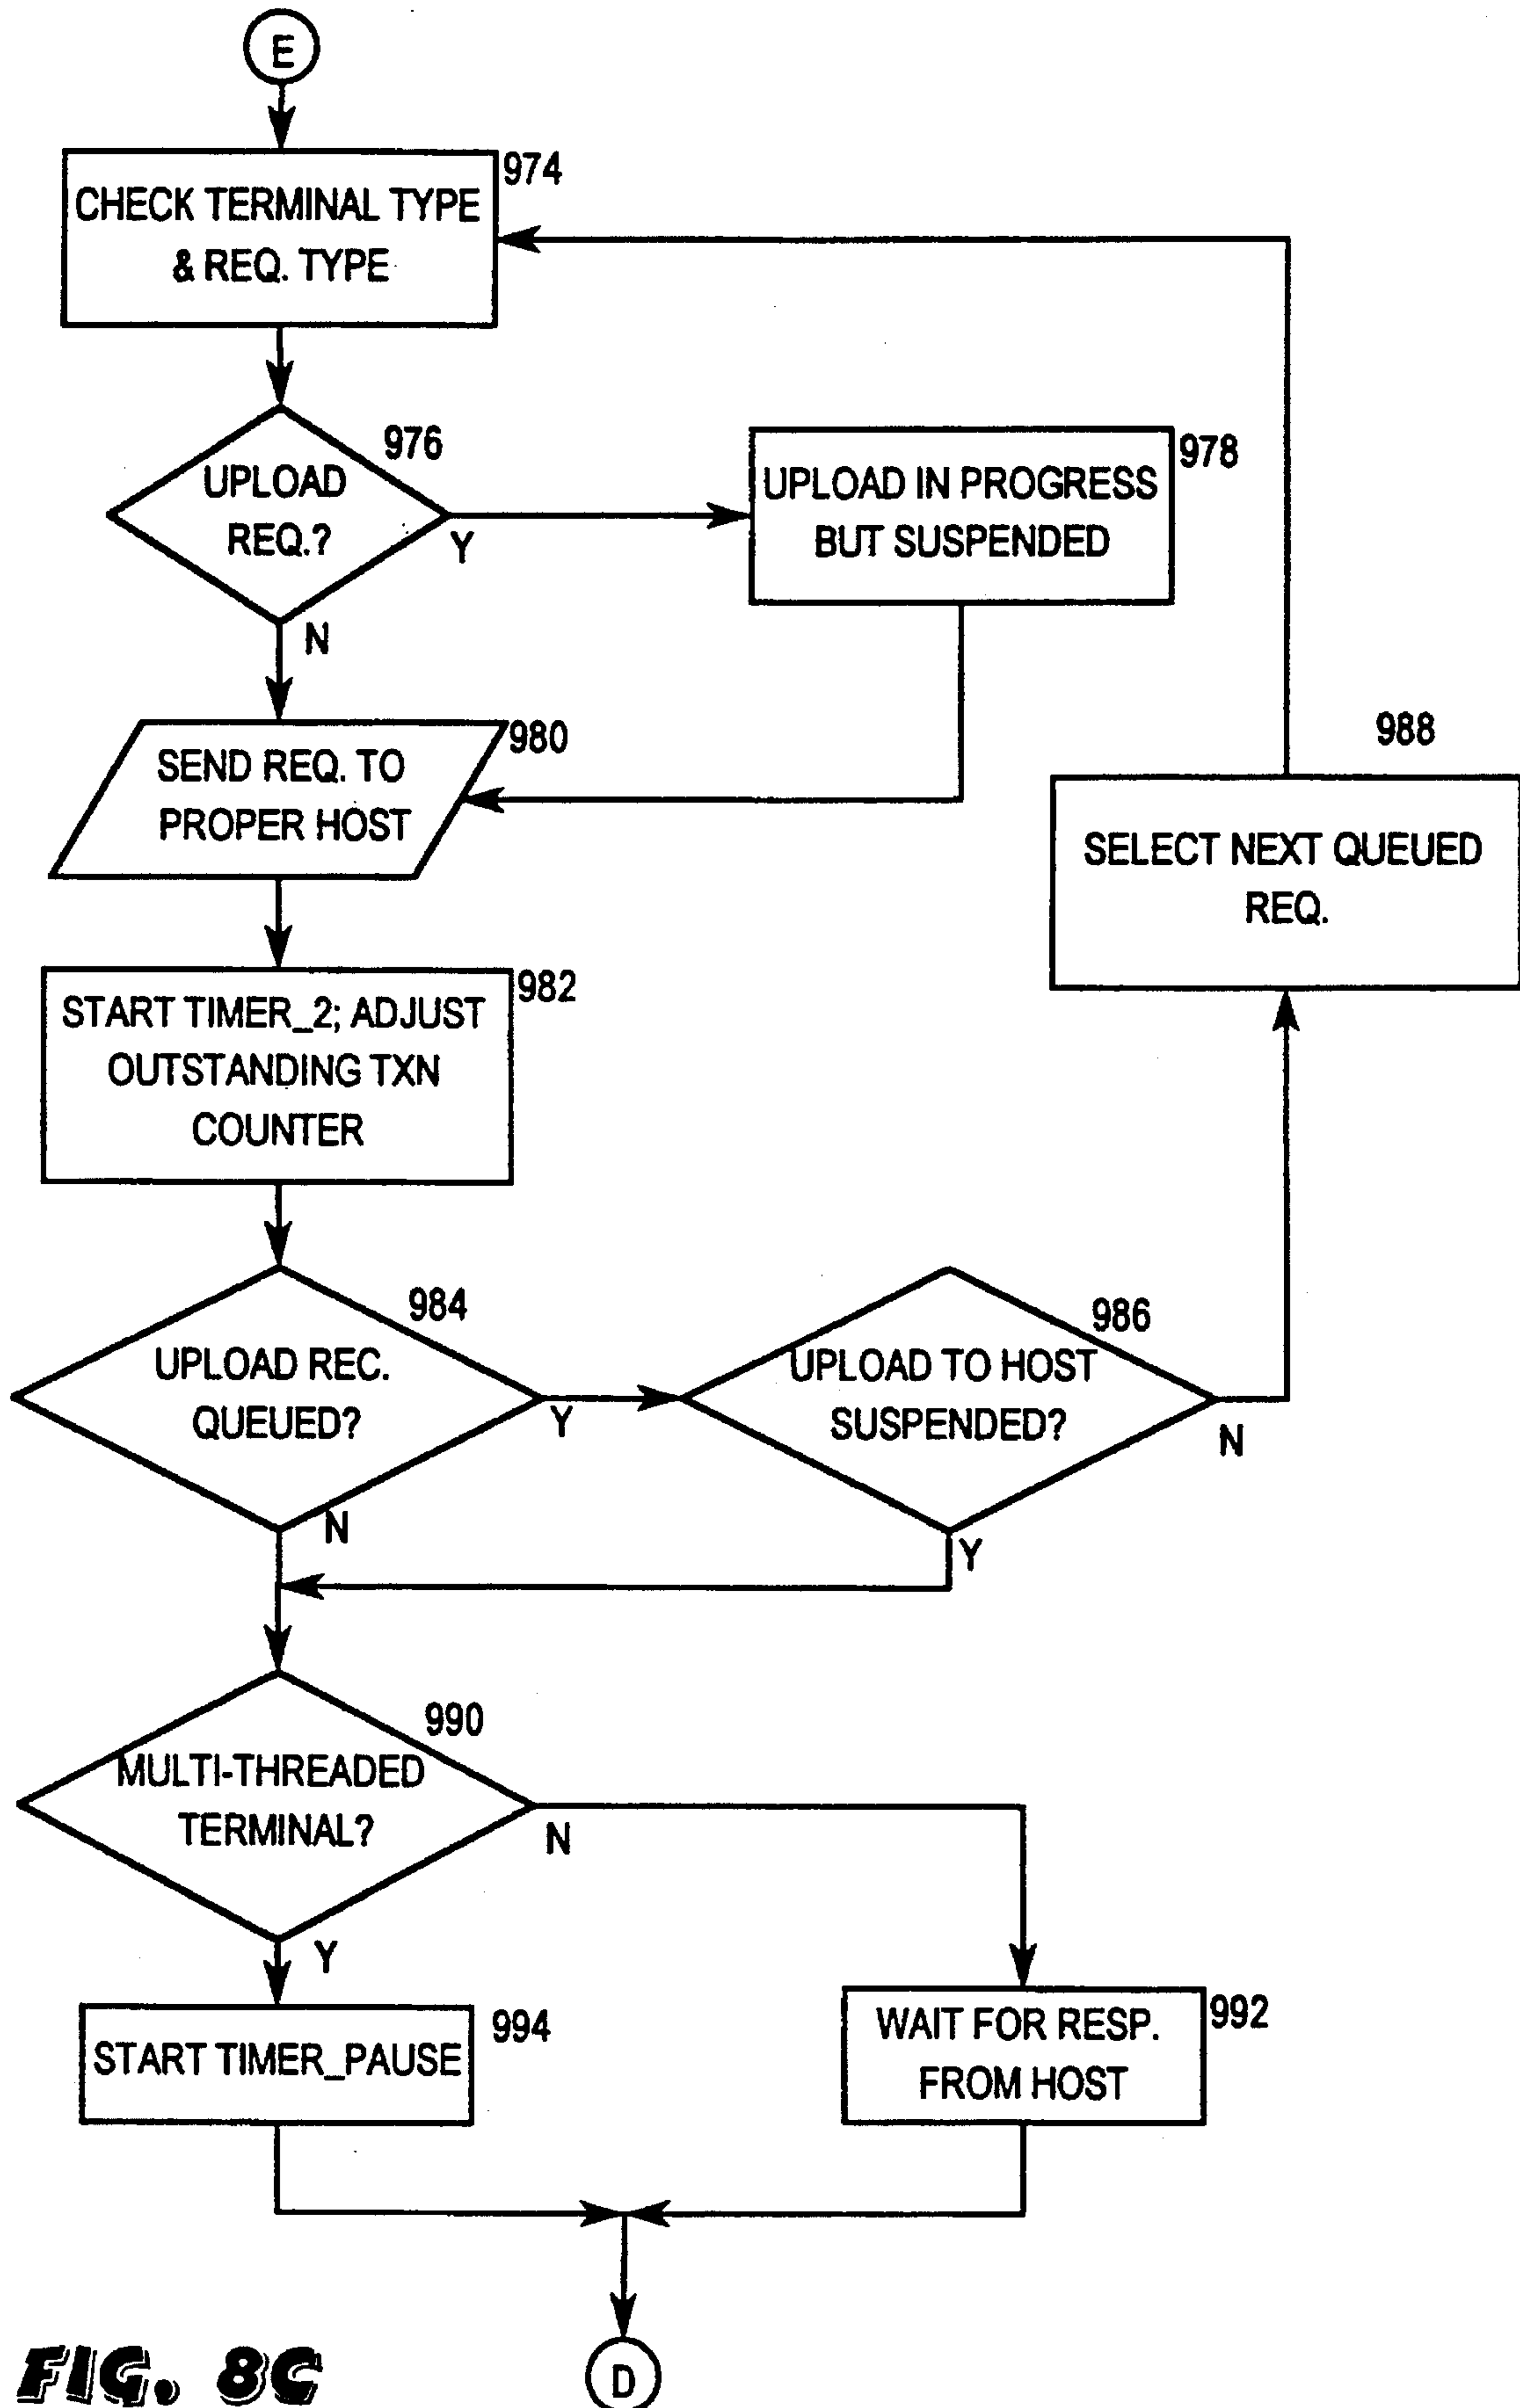 E
974
CHECK TERMINAL TYPE
& REQ. TYPE
976
UPLOAD
REQ.?
Y
N
978
UPLOAD IN PROGRESS
BUT SUSPENDED
980
SEND REQ. TO
PROPER HOST
988
SELECT NEXT QUEUED
REQ.
982
START TIMER_2; ADJUST
OUTSTANDING TXN
COUNTER
984
UPLOAD REC.
QUEUED?
Y
N
986
UPLOAD TO HOST
SUSPENDED?
N
Y
990
MULTI-THREADED
TERMINAL?
N
Y
994
START TIMER_PAUSE
992
WAIT FOR RESP.
FROM HOST
D
FIG. 8C